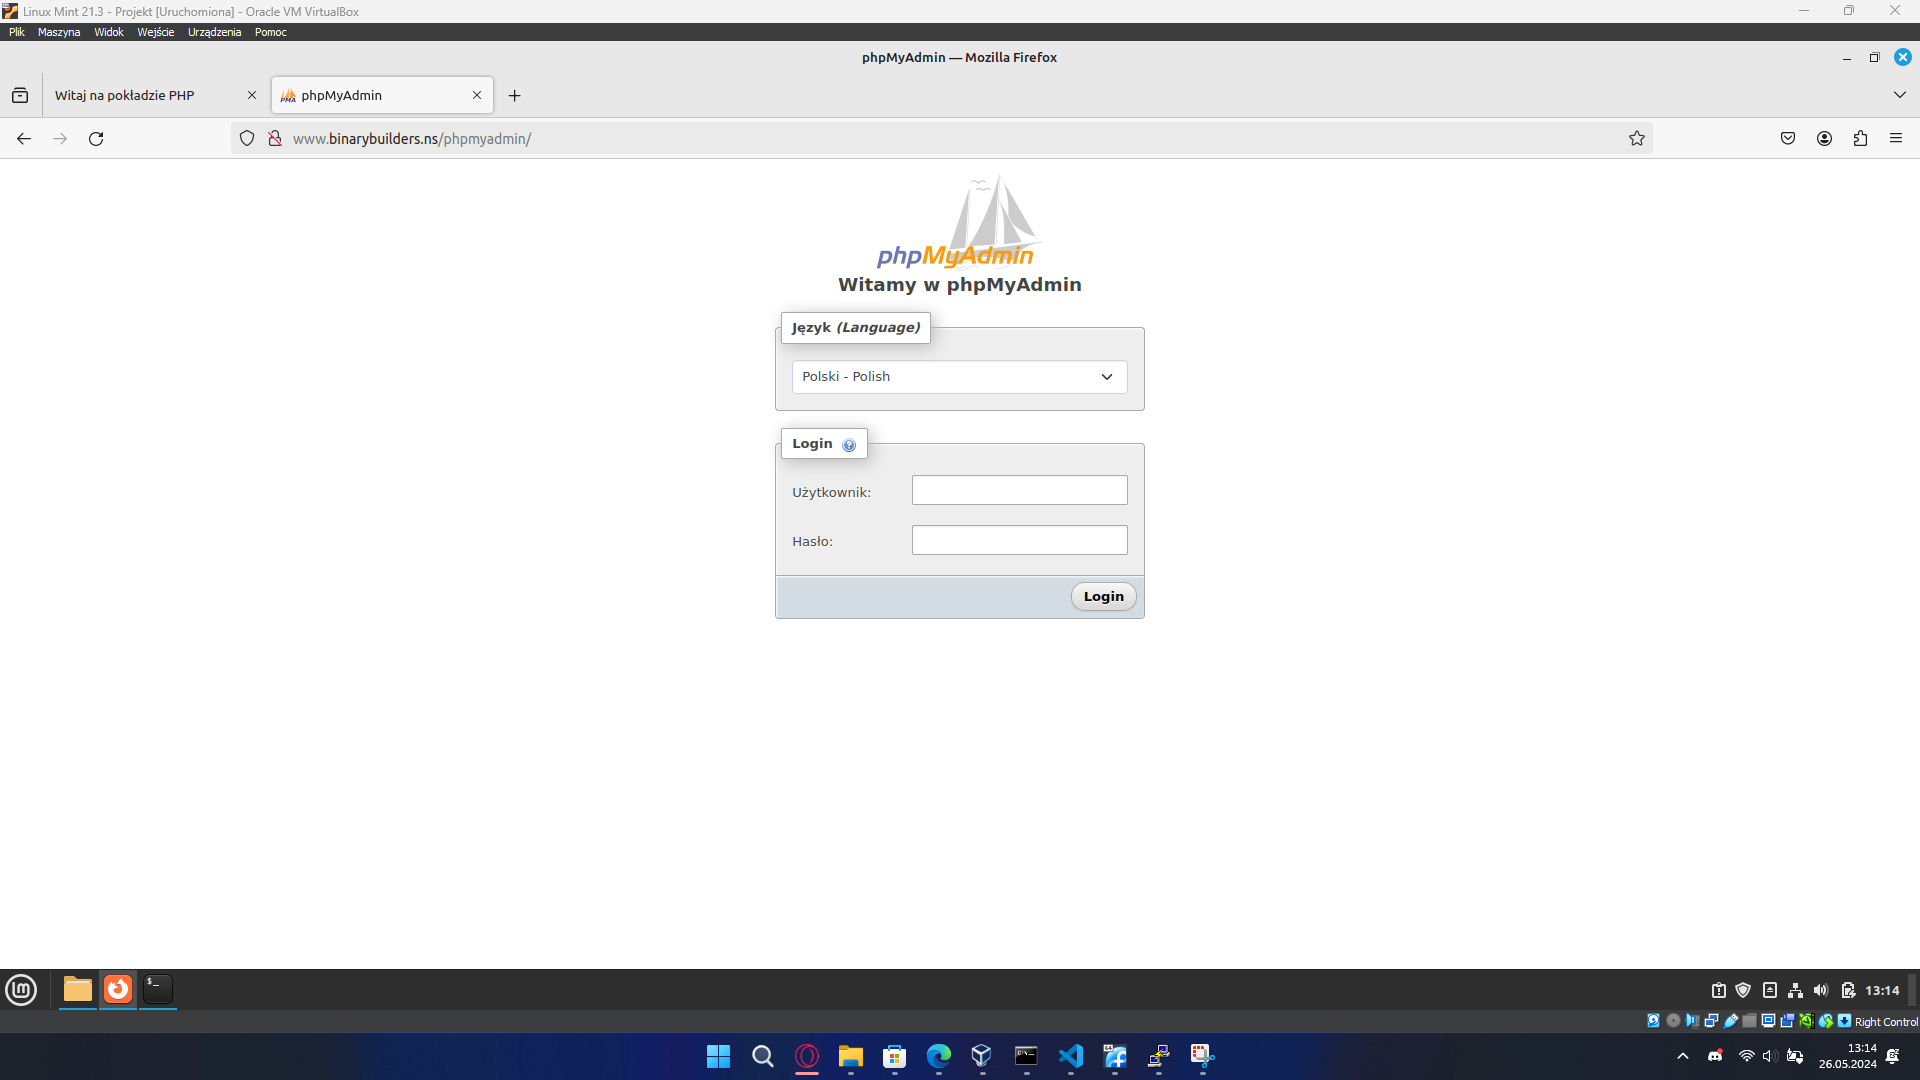 Linux Mint 21.3 - Projekt [Uruchomiona] - Oracle VM VirtualBox
Plik Maszyna Widok Wejście Urządzenia Pomoc
phpMyAdmin — Mozilla Firefox
Witaj na pokładzie PHP
phpMyAdmin
www.binarybuilders.ns/phpmyadmin/
phpMyAdmin
Witamy w phpMyAdmin
Język (Language)
Polski - Polish
Login
Użytkownik:
Hasło:
Login
13:14
Right Control
13:14
26.05.2024